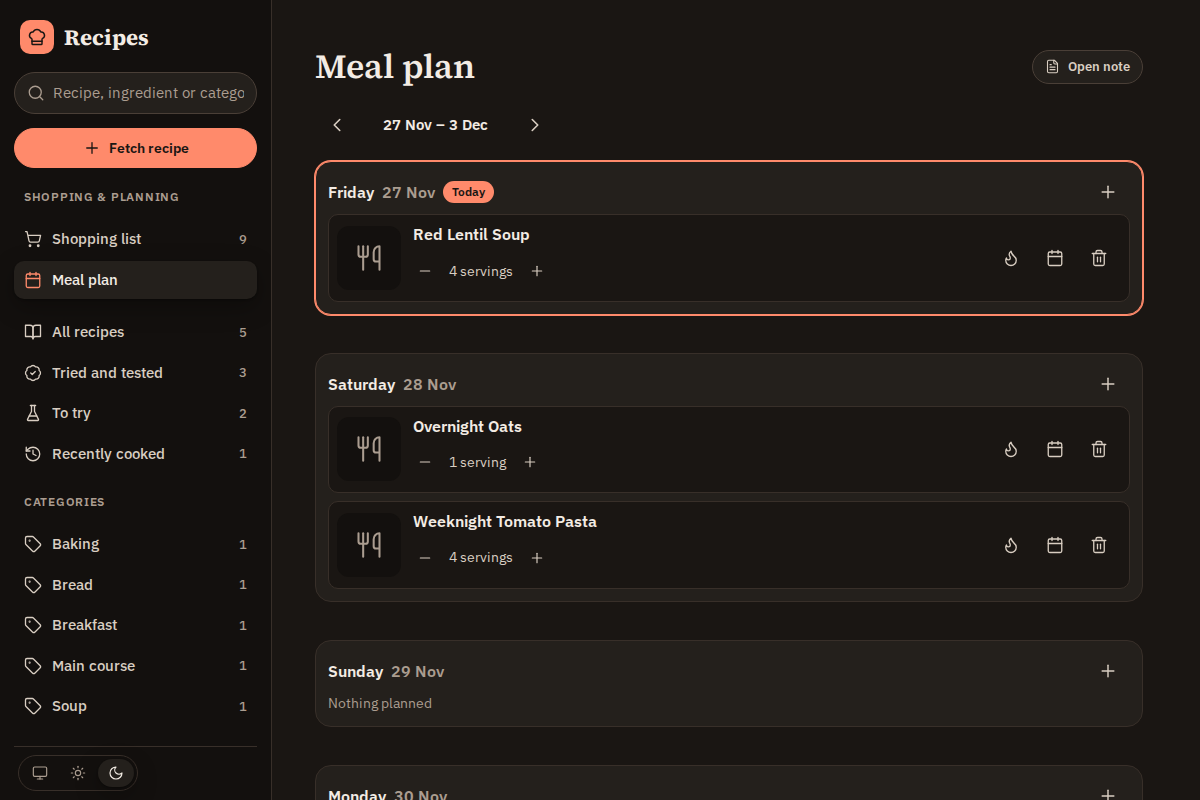 Recipes
Recipe, ingredient or catego
Fetch recipe
SHOPPING & PLANNING
Shopping list 9
Meal plan
All recipes 5
Tried and tested 3
To try 2
Recently cooked 1
CATEGORIES
Baking 1
Bread 1
Breakfast 1
Main course 1
Soup 1
Meal plan
Open note
27 Nov – 3 Dec
Friday 27 Nov Today
Red Lentil Soup
4 servings
Saturday 28 Nov
Overnight Oats
1 serving
Weeknight Tomato Pasta
4 servings
Sunday 29 Nov
Nothing planned
Monday 30 Nov